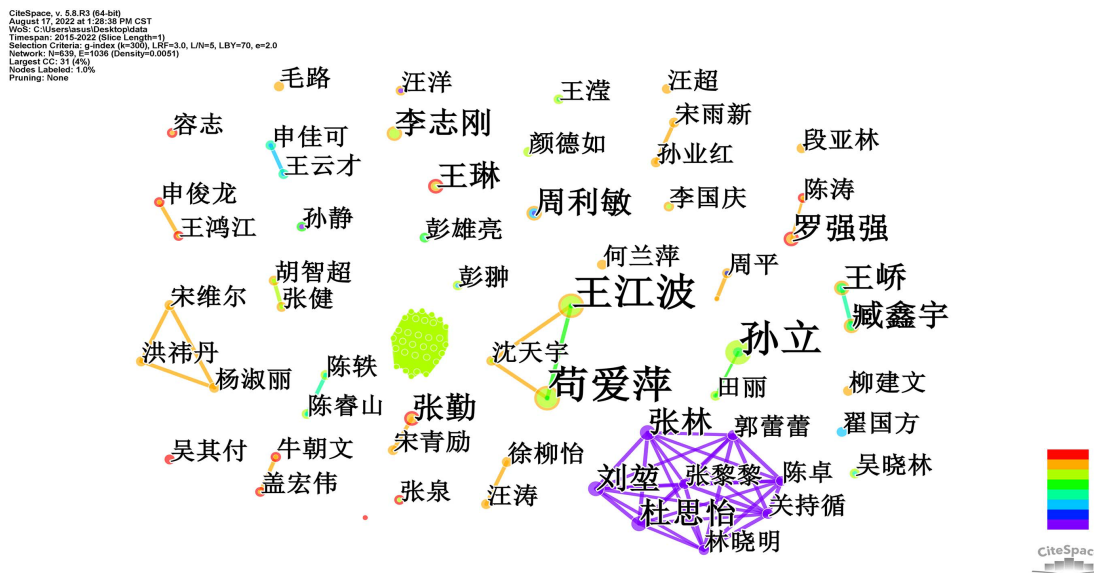 CiteSpace, v. 5.8.R3 (64-bit)
August 17, 2022 at 1:28:38 PM CST
WoS: C:\Users\asus\Desktop\data
Timespan: 2015-2022 (Slice Length=1)
Selection Criteria: g-index (k=300), LRF=3.0, L/N=5, LBY=70, e=2.0
Network: N=639, E=1036 (Density=0.0051)
Largest CC: 31 (4%)
Nodes Labeled: 1.0%
Pruning: None
毛路
汪洋
王滢
汪超
容志
李志刚
宋雨新
申佳可
颜德如
段亚林
王云才
孙业红
王琳
申俊龙
周利敏
李国庆
陈涛
王鸿江
孙静
彭雄亮
罗强强
何兰萍
周平
胡智超
彭翀
王峤
宋维尔
张健
王江波
臧鑫宇
孙立
洪祎丹
沈天宇
陈轶
杨淑丽
苟爱萍
田丽
柳建文
陈睿山
张勤
张林
郭蕾蕾
翟国方
宋青励
吴其付
牛朝文
徐柳怡
吴晓林
刘堃
张黎黎
陈卓
盖宏伟
张泉
汪涛
杜思怡
关持循
林晓明
CiteSpac